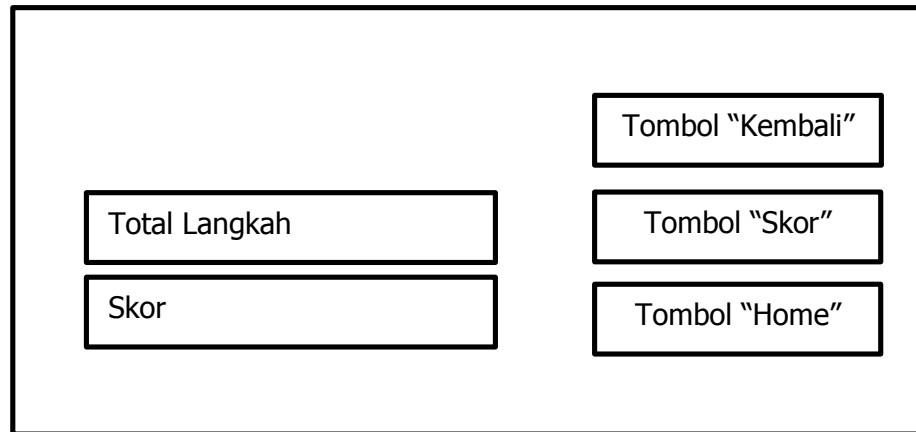 Total Langkah
Skor
Tombol “Kembali”
Tombol “Skor”
Tombol “Home”